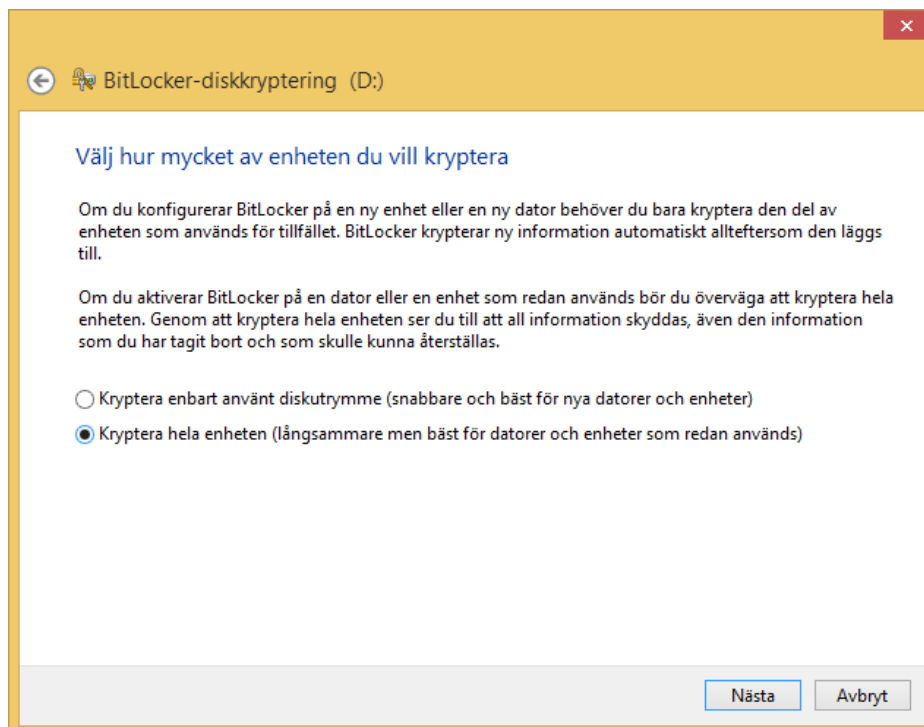 BitLocker-diskkryptering (D:)
Välj hur mycket av enheten du vill kryptera
Om du konfigurerar BitLocker på en ny enhet eller en ny dator behöver du bara kryptera den del av
enheten som används för tillfället. BitLocker krypterar ny information automatiskt allteftersom den läggs
till.
Om du aktiverar BitLocker på en dator eller en enhet som redan används bör du överväga att kryptera hela
enheten. Genom att kryptera hela enheten ser du till att all information skyddas, även den information
som du har tagit bort och som skulle kunna återställas.
Kryptera enbart använt diskutrymme (snabbare och bäst för nya datorer och enheter)
Kryptera hela enheten (långsammare men bäst för datorer och enheter som redan används)
Nästa Avbryt